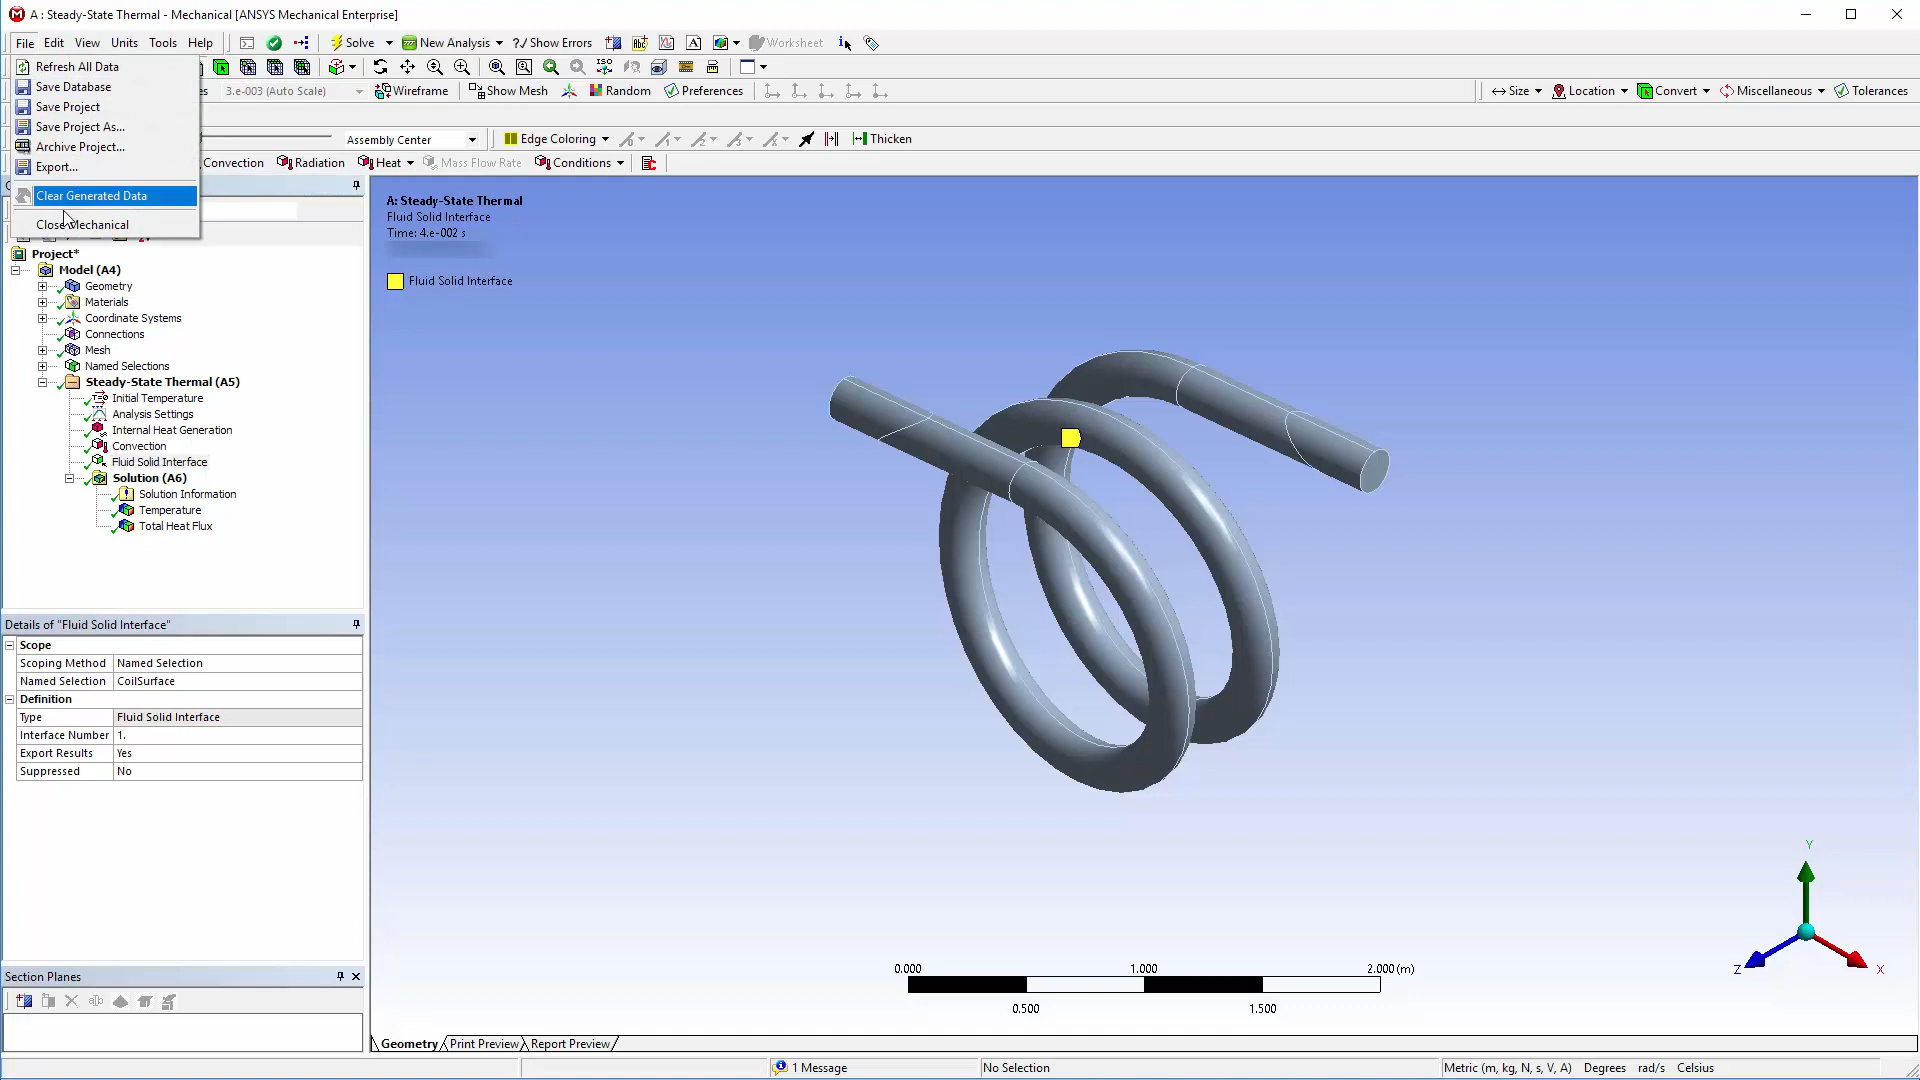 A : Steady-State Thermal - Mechanical [ANSYS Mechanical Enterprise]
File Edit View Units Tools Help Solve New Analysis ?/ Show Errors Worksheet
Refresh All Data
Save Database
Save Project
Save Project As...
Archive Project...
Export...
Clear Generated Data
Close Mechanical
3.e-003 (Auto Scale) Wireframe Show Mesh Random Preferences Size Location Convert Miscellaneous Tolerances
Assembly Center Edge Coloring Thicken
Convection Radiation Heat Mass Flow Rate Conditions
Project*
Model (A4)
Geometry
Materials
Coordinate Systems
Connections
Mesh
Named Selections
Steady-State Thermal (A5)
Initial Temperature
Analysis Settings
Internal Heat Generation
Convection
Fluid Solid Interface
Solution (A6)
Solution Information
Temperature
Total Heat Flux
Details of "Fluid Solid Interface"
Scope
Scoping Method Named Selection
Named Selection CoilSurface
Definition
Type Fluid Solid Interface
Interface Number 1.
Export Results Yes
Suppressed No
Section Planes
A: Steady-State Thermal
Fluid Solid Interface
Time: 4.e-002 s
Fluid Solid Interface
0.000 1.000 2.000 (m)
0.500 1.500
Y
Z X
Geometry Print Preview Report Preview
1 Message No Selection Metric (m, kg, N, s, V, A) Degrees rad/s Celsius